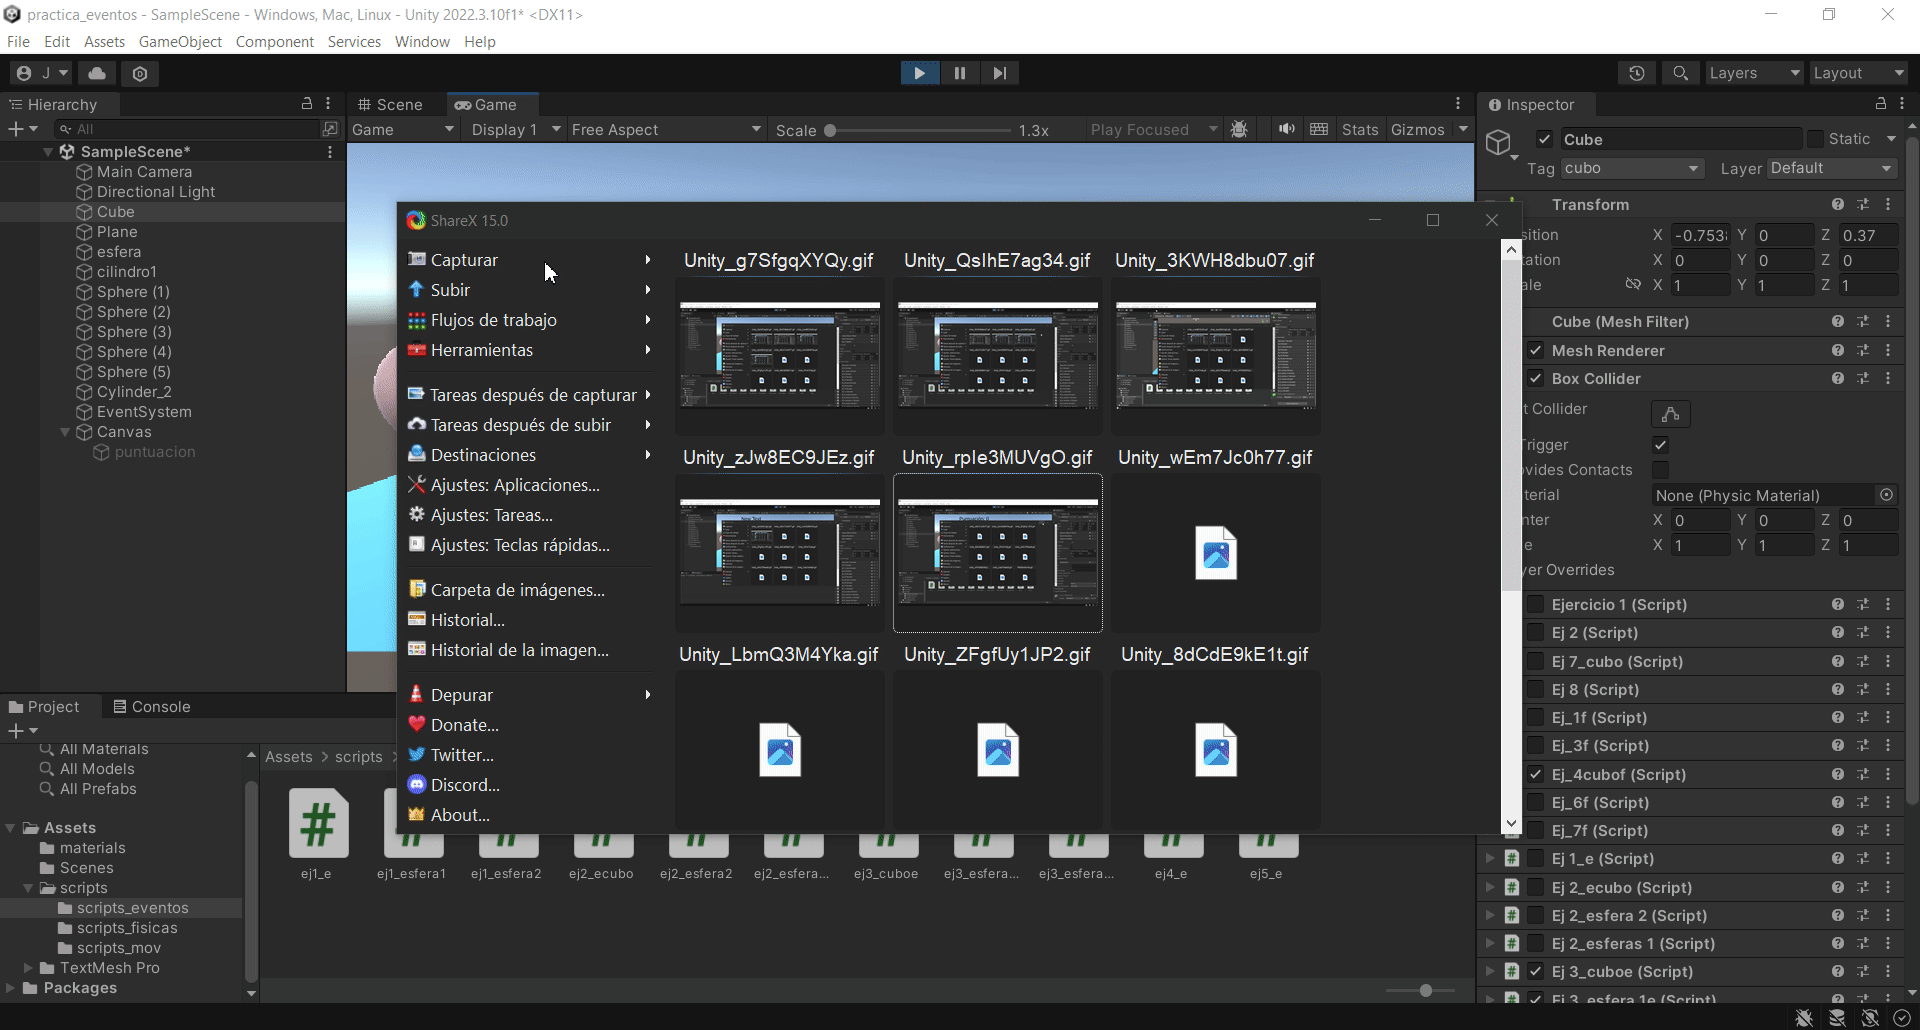 practica_eventos - SampleScene - Windows, Mac, Linux - Unity 2022.3.10f1* <DX11>
File Edit Assets GameObject Component Services Window Help
J
Layers
Layout
Hierarchy
All
SampleScene*
Main Camera
Directional Light
Cube
Plane
esfera
cilindro1
Sphere (1)
Sphere (2)
Sphere (3)
Sphere (4)
Sphere (5)
Cylinder_2
EventSystem
Canvas
puntuacion
Scene
Game
Game Display 1 Free Aspect Scale 1.3x Play Focused Stats Gizmos
ShareX 15.0
Capturar
Subir
Flujos de trabajo
Herramientas
Tareas después de capturar
Tareas después de subir
Destinaciones
Ajustes: Aplicaciones...
Ajustes: Tareas...
Ajustes: Teclas rápidas...
Carpeta de imágenes...
Historial...
Historial de la imagen...
Depurar
Donate...
Twitter...
Discord...
About...
Unity_g7SfgqXYQy.gif Unity_QsIhE7ag34.gif Unity_3KWH8dbu07.gif
Unity_zJw8EC9JEz.gif Unity_rpIe3MUVgO.gif Unity_wEm7Jc0h77.gif
Unity_LbmQ3M4Yka.gif Unity_ZFgfUy1JP2.gif Unity_8dCdE9kE1t.gif
Inspector
Cube Static
Tag cubo Layer Default
Transform
sition X -0.753 Y 0 Z 0.37
tation X 0 Y 0 Z 0
ale X 1 Y 1 Z 1
Cube (Mesh Filter)
Mesh Renderer
Box Collider
t Collider
Trigger
ovides Contacts
terial None (Physic Material)
nter X 0 Y 0 Z 0
e X 1 Y 1 Z 1
yer Overrides
Ejercicio 1 (Script)
Ej 2 (Script)
Ej 7_cubo (Script)
Ej 8 (Script)
Ej_1f (Script)
Ej_3f (Script)
Ej_4cubof (Script)
Ej_6f (Script)
Ej_7f (Script)
Ej 1_e (Script)
Ej 2_ecubo (Script)
Ej 2_esfera 2 (Script)
Ej 2_esferas 1 (Script)
Ej 3_cuboe (Script)
Ej 3_esfera 1e (Script)
Project
Console
All Materials
All Models
All Prefabs
Assets
materials
Scenes
scripts
scripts_eventos
scripts_fisicas
scripts_mov
TextMesh Pro
Packages
Assets > scripts >
ej1_e ej1_esfera1 ej1_esfera2 ej2_ecubo ej2_esfera2 ej2_esfera... ej3_cuboe ej3_esfera... ej3_esfera... ej4_e ej5_e